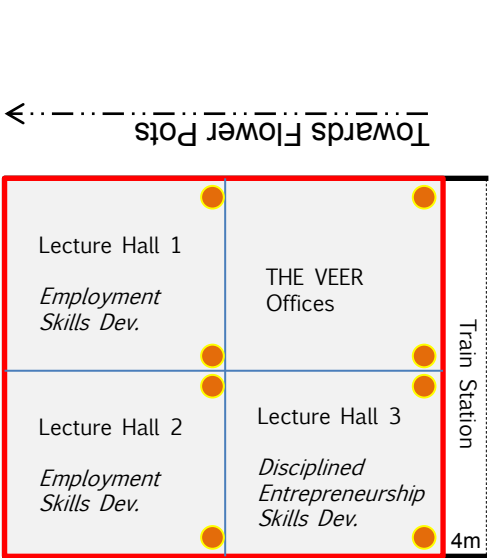 Towards Flower Pots
Lecture Hall 1
Employment
Skills Dev.
THE VEER
Offices
Lecture Hall 2
Employment
Skills Dev.
Lecture Hall 3
Disciplined
Entrepreneurship
Skills Dev.
Train Station
4m